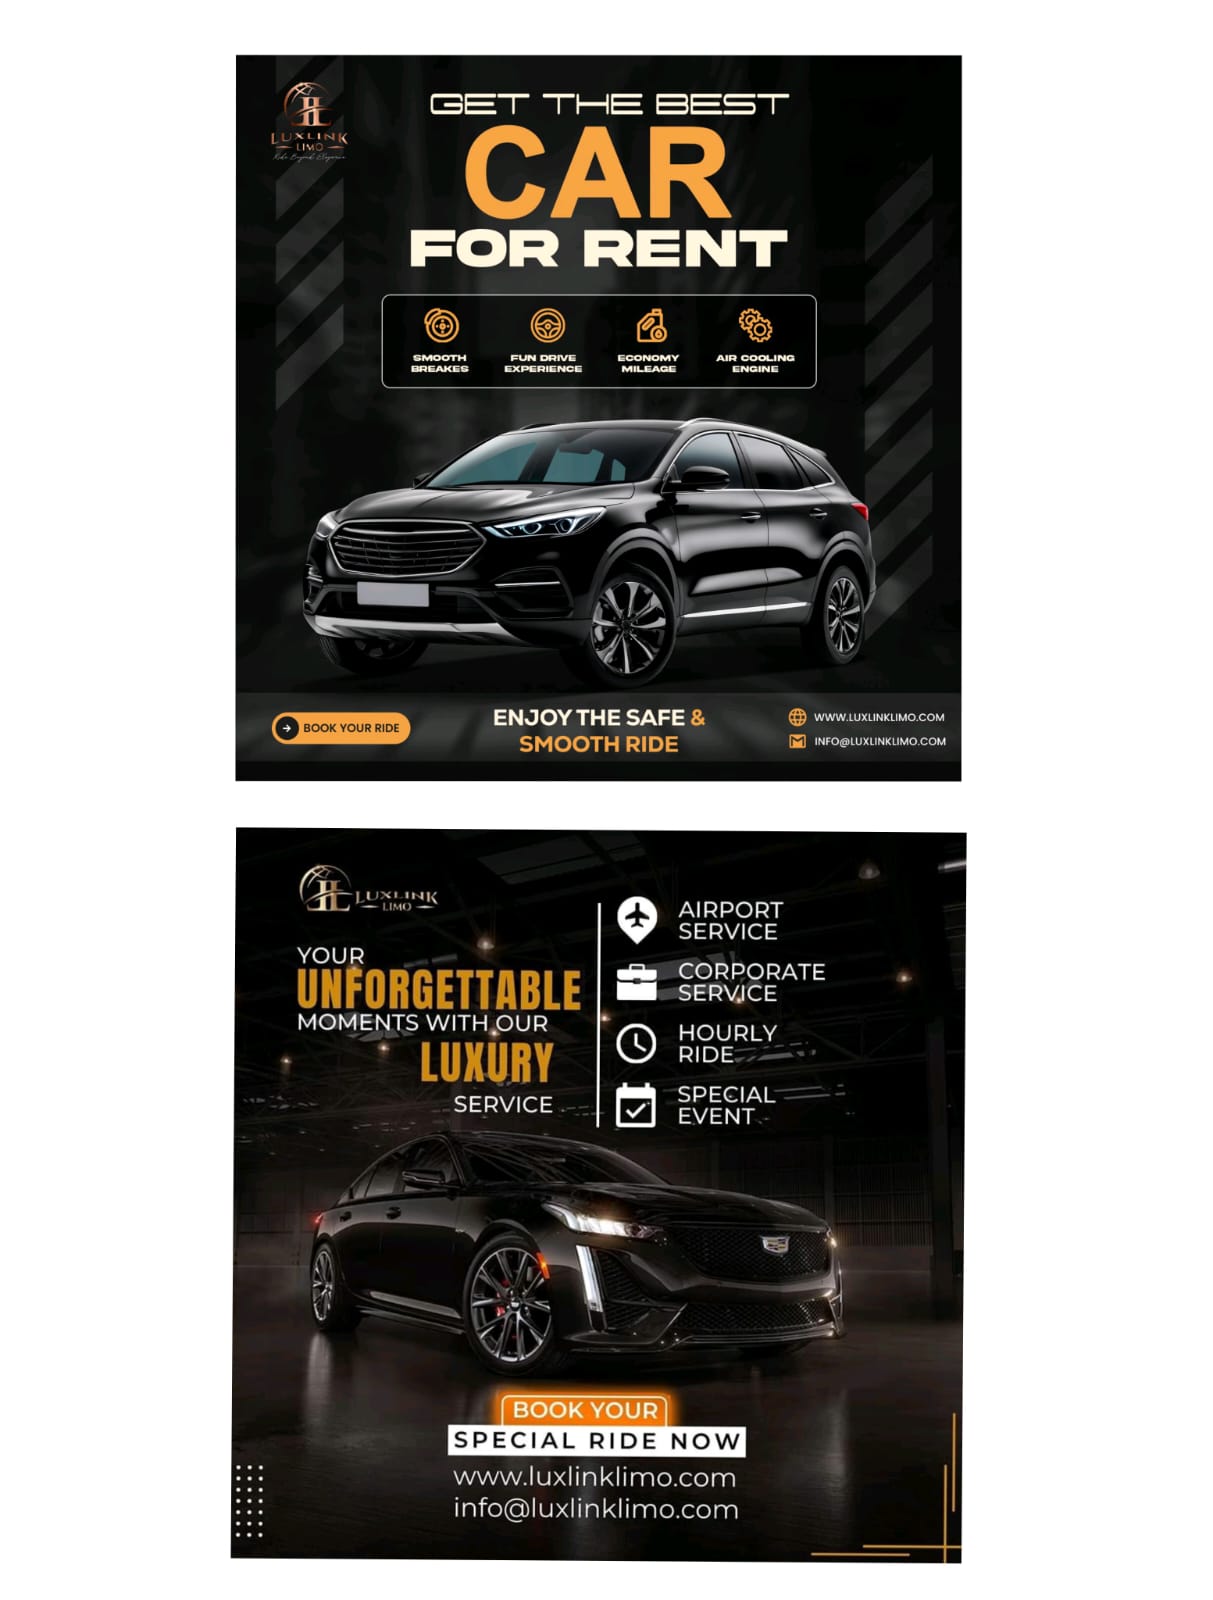 LUXLINK
LIMO
Ride Beyond Elegance
GET THE BEST
CAR
FOR RENT
SMOOTH
BREAKES
FUN DRIVE
EXPERIENCE
ECONOMY
MILEAGE
AIR COOLING
ENGINE
BOOK YOUR RIDE
ENJOY THE SAFE &
SMOOTH RIDE
WWW.LUXLINKLIMO.COM
INFO@LUXLINKLIMO.COM
LUXLINK
LIMO
YOUR
UNFORGETTABLE
MOMENTS WITH OUR
LUXURY
SERVICE
AIRPORT
SERVICE
CORPORATE
SERVICE
HOURLY
RIDE
SPECIAL
EVENT
BOOK YOUR
SPECIAL RIDE NOW
www.luxlinklimo.com
info@luxlinklimo.com